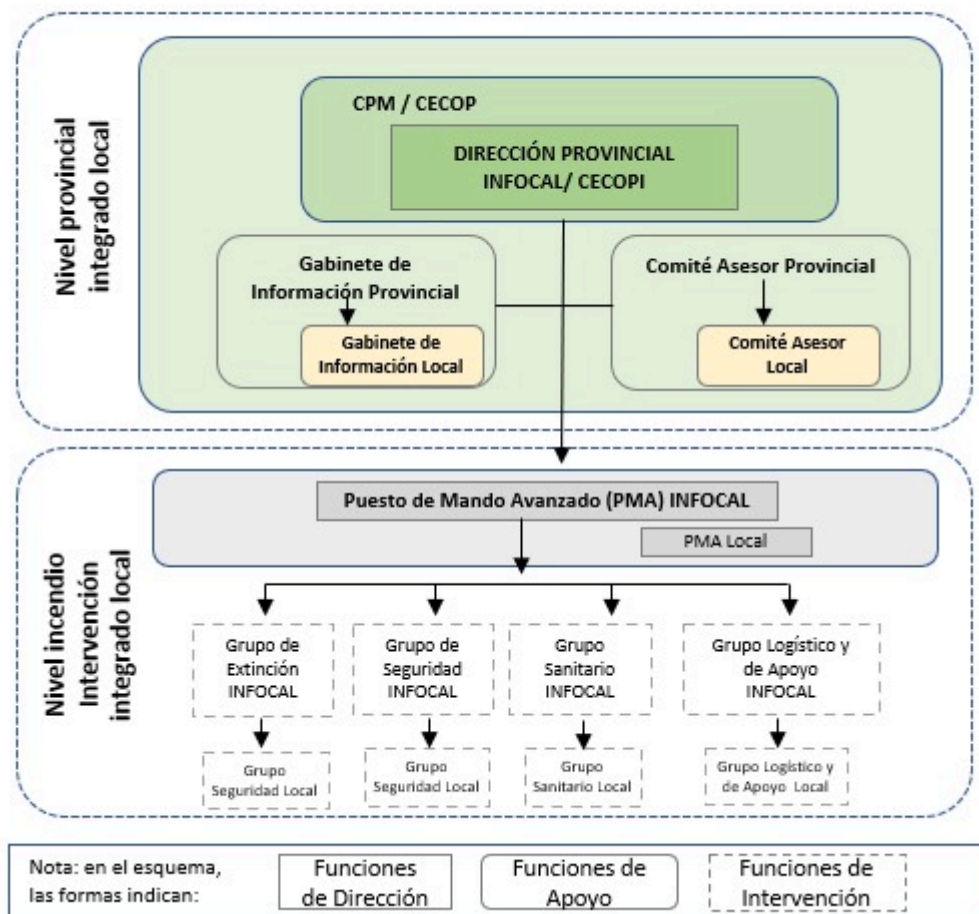 Nivel provincial
integrado local
CPM / CECOP
DIRECCIÓN PROVINCIAL
INFOCAL/ CECOPI
Gabinete de
Información Provincial
Gabinete de
Información Local
Comité Asesor Provincial
Comité Asesor
Local
Nivel incendio
Intervención
integrado local
Puesto de Mando Avanzado (PMA) INFOCAL
PMA Local
Grupo de
Extinción
INFOCAL
Grupo de
Seguridad
INFOCAL
Grupo
Sanitario
INFOCAL
Grupo Logístico y
de Apoyo
INFOCAL
Grupo
Seguridad Local
Grupo
Seguridad Local
Grupo
Sanitario Local
Grupo Logístico y
de Apoyo Local
Nota: en el esquema,
las formas indican:
Funciones
de Dirección
Funciones de
Apoyo
Funciones de
Intervención